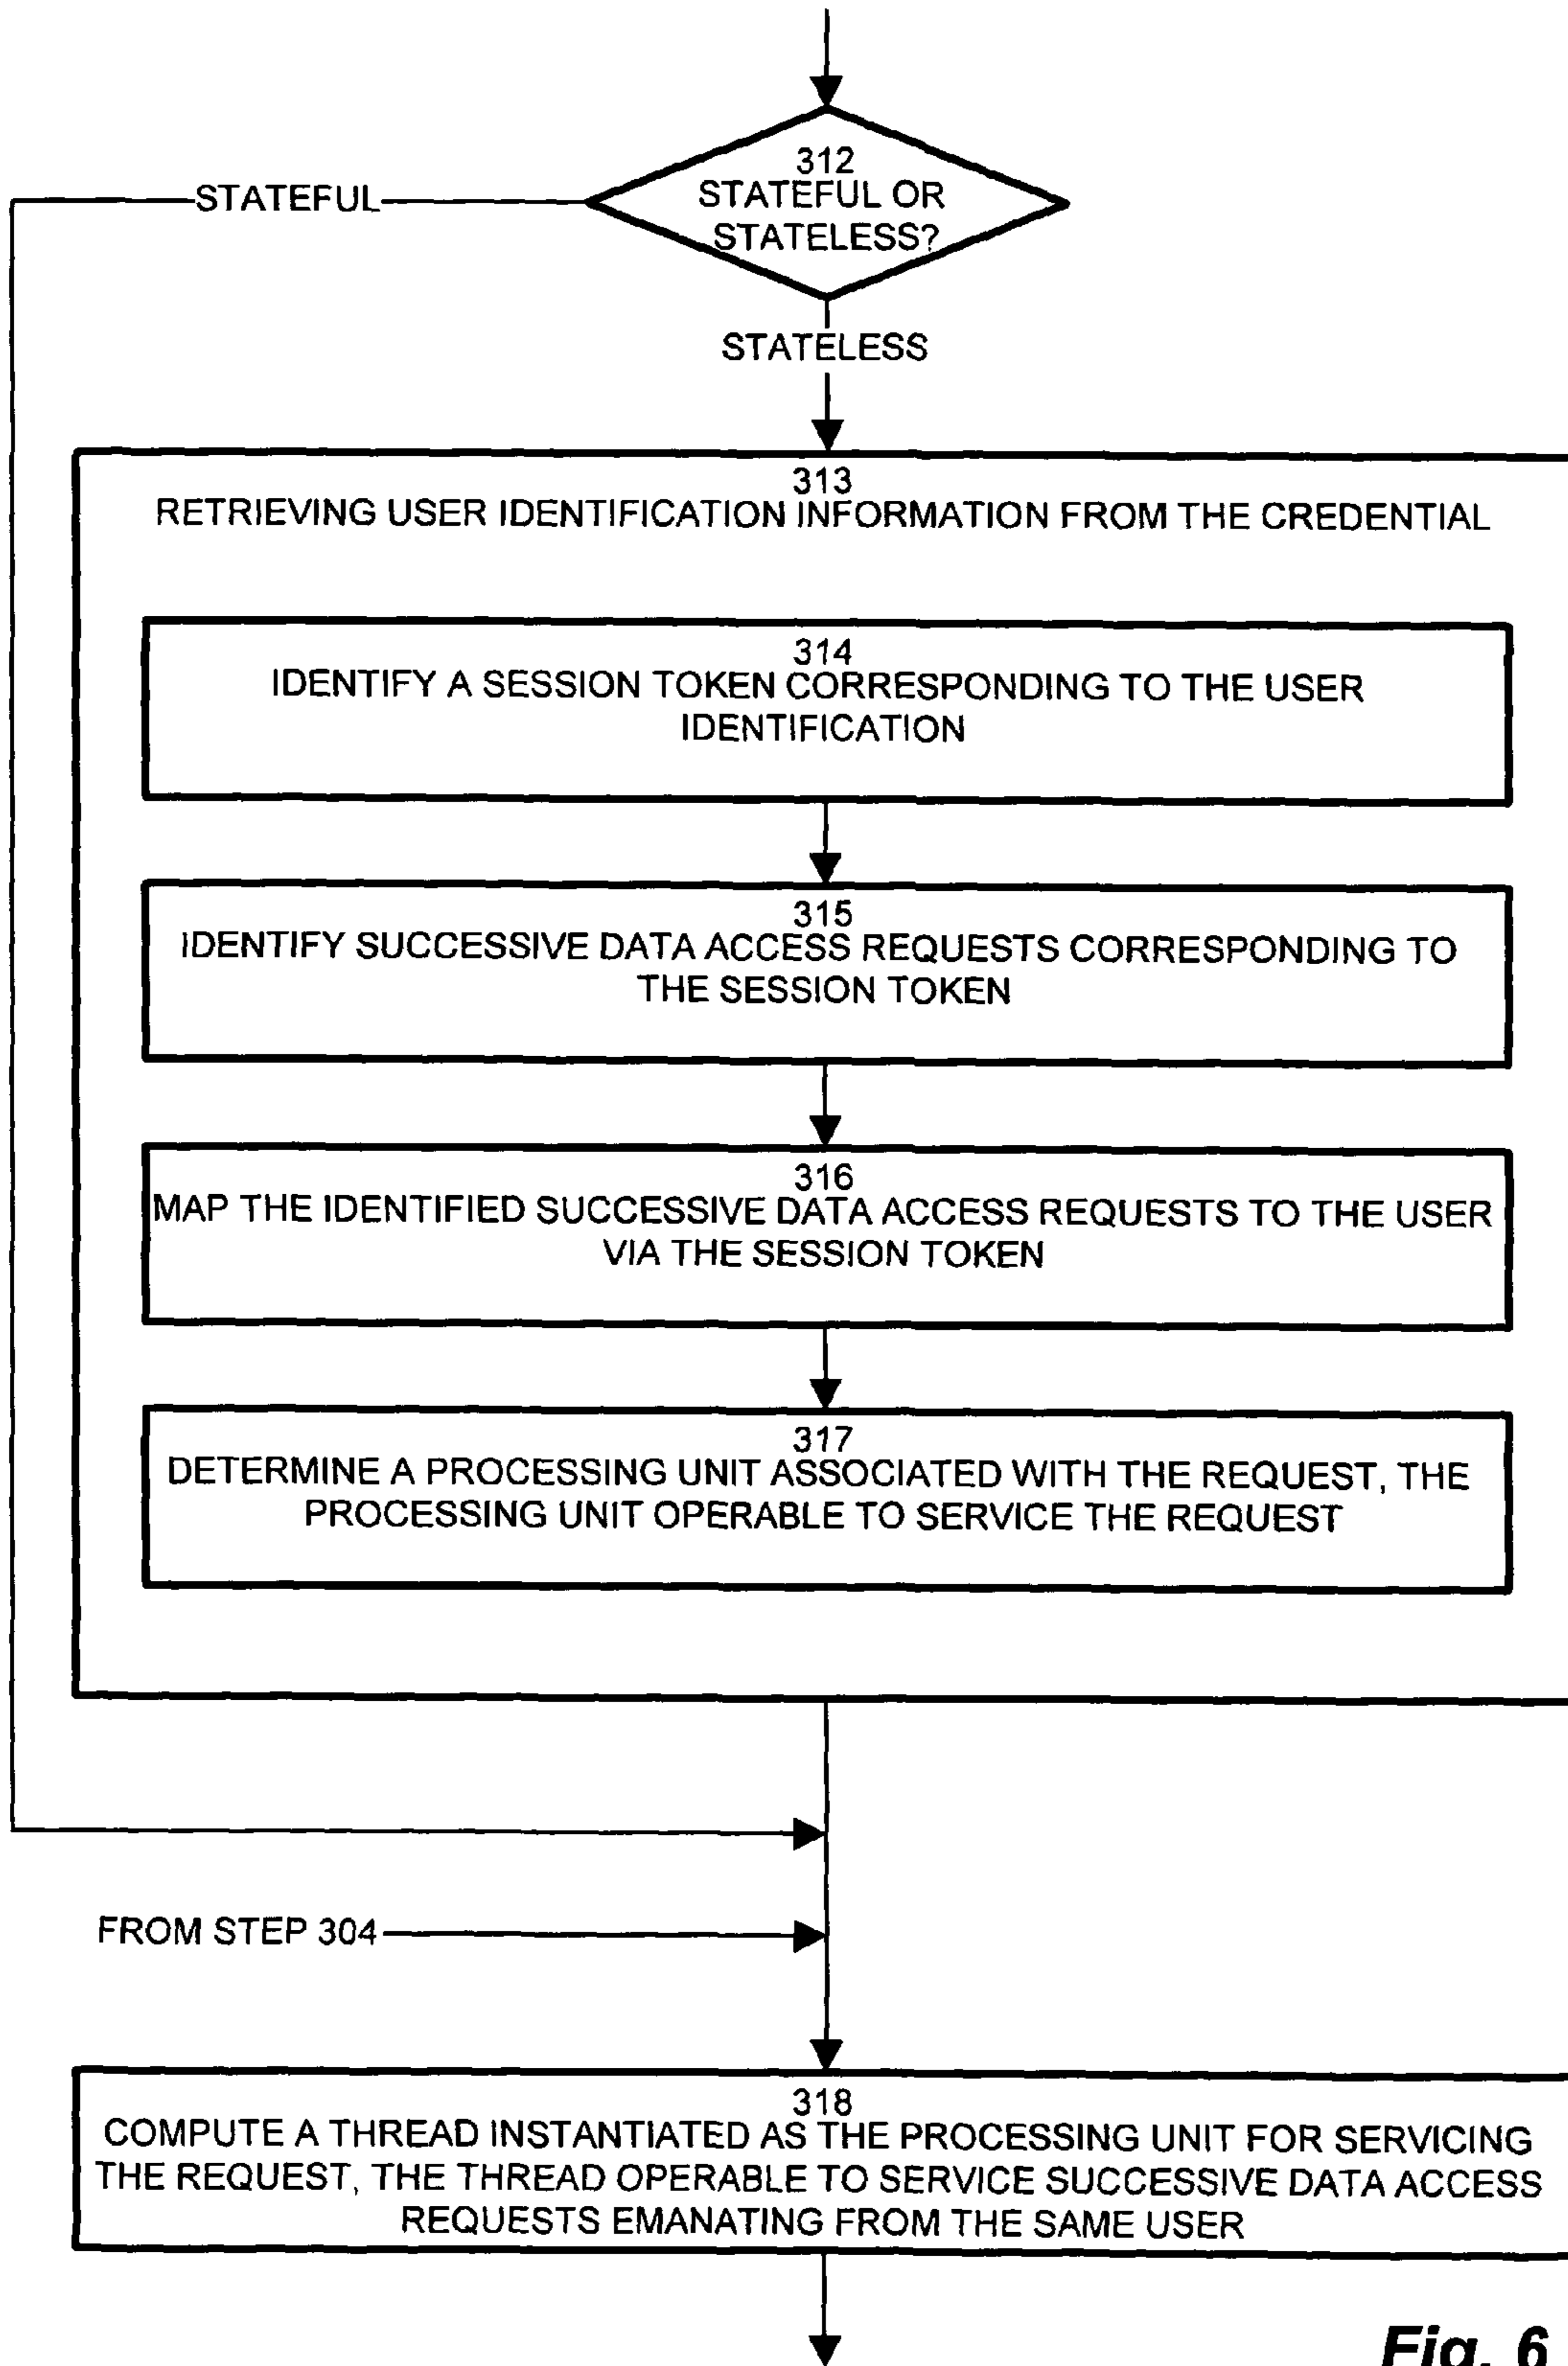 312
STATEFUL OR
STATELESS?
STATEFUL
STATELESS
313
RETRIEVING USER IDENTIFICATION INFORMATION FROM THE CREDENTIAL
314
IDENTIFY A SESSION TOKEN CORRESPONDING TO THE USER
IDENTIFICATION
315
IDENTIFY SUCCESSIVE DATA ACCESS REQUESTS CORRESPONDING TO
THE SESSION TOKEN
316
MAP THE IDENTIFIED SUCCESSIVE DATA ACCESS REQUESTS TO THE USER
VIA THE SESSION TOKEN
317
DETERMINE A PROCESSING UNIT ASSOCIATED WITH THE REQUEST, THE
PROCESSING UNIT OPERABLE TO SERVICE THE REQUEST
FROM STEP 304
318
COMPUTE A THREAD INSTANTIATED AS THE PROCESSING UNIT FOR SERVICING
THE REQUEST, THE THREAD OPERABLE TO SERVICE SUCCESSIVE DATA ACCESS
REQUESTS EMANATING FROM THE SAME USER
Fig. 6